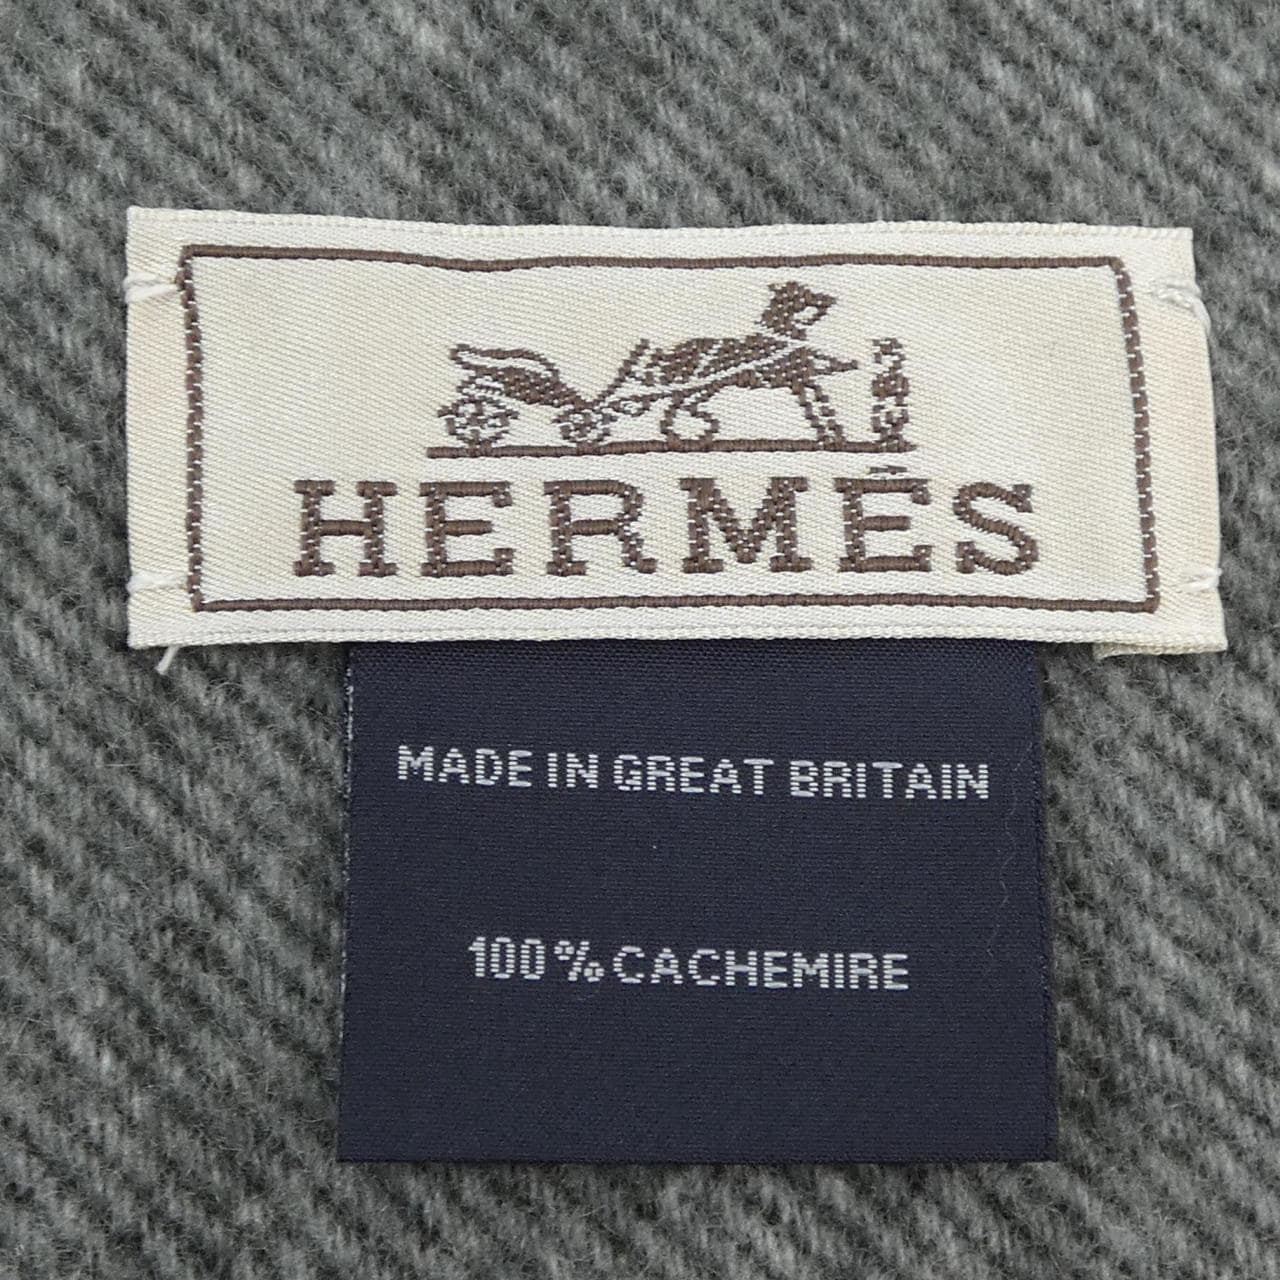 HERMÈS
MADE IN GREAT BRITAIN
100% CACHEMIRE